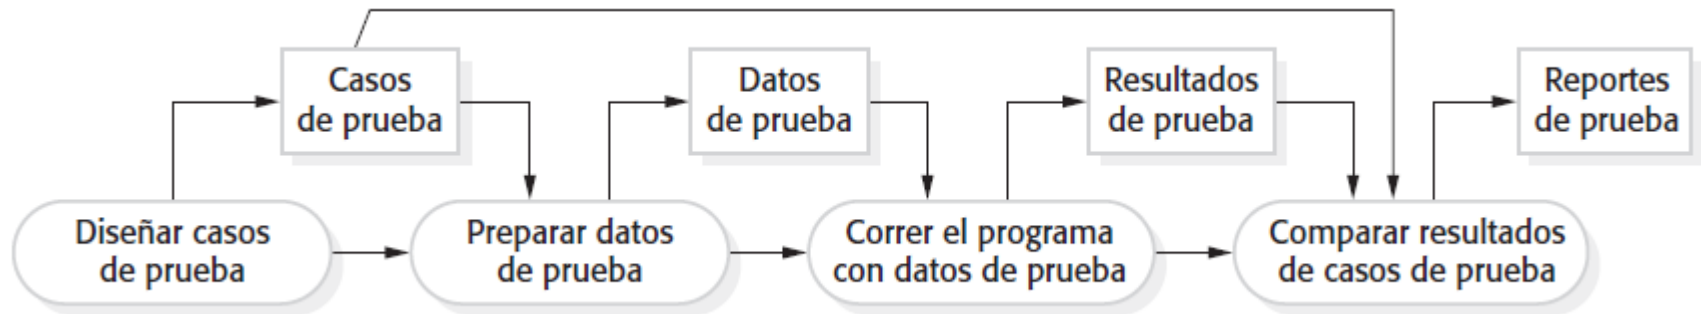 Casos
de prueba
Datos
de prueba
Resultados
de prueba
Reportes
de prueba
Diseñar casos
de prueba
Preparar datos
de prueba
Correr el programa
con datos de prueba
Comparar resultados
de casos de prueba